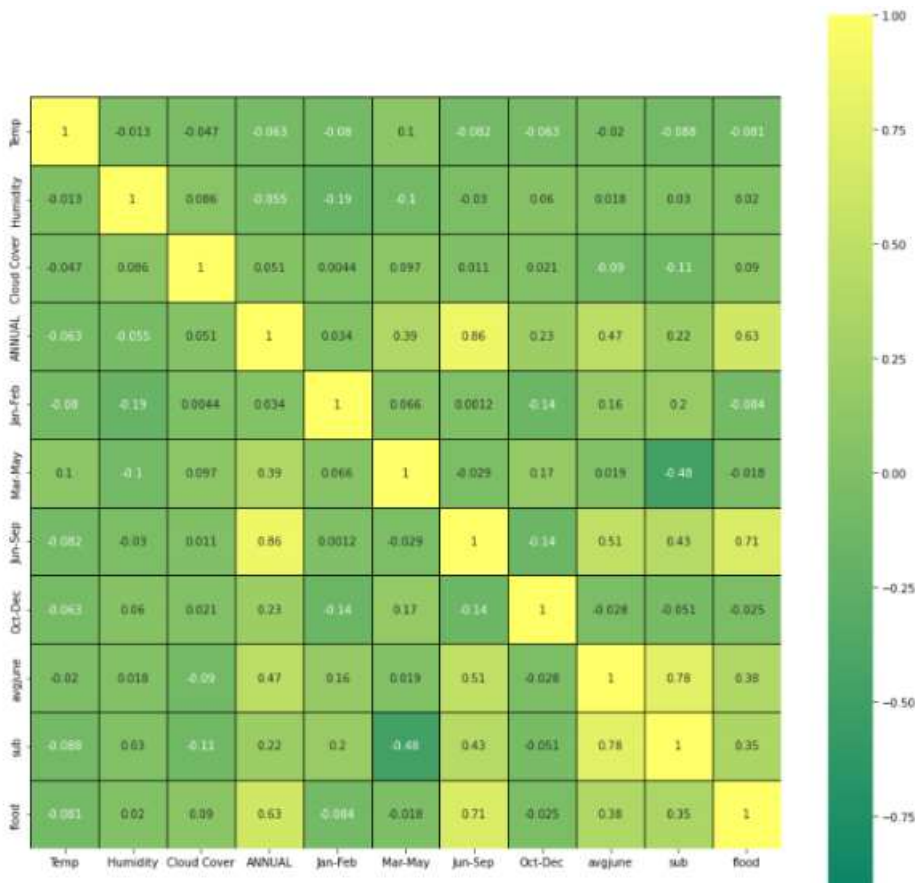 1.00
Temp 1 -0.013 -0.047 -0.063 -0.08 0.1 -0.082 -0.063 -0.02 -0.088 -0.081
0.75
Humidity -0.013 1 0.086 -0.055 -0.19 -0.1 -0.03 0.06 0.018 0.03 0.02
0.50
Cloud Cover -0.047 0.086 1 0.051 0.0044 0.097 0.011 0.021 -0.09 -0.11 0.09
ANNUAL -0.063 -0.055 0.051 1 0.034 0.39 0.86 0.23 0.47 0.22 0.63
0.25
Jan-Feb -0.08 -0.19 0.0044 0.034 1 0.066 0.0012 -0.14 0.16 0.2 -0.084
0.00
Mar-May 0.1 -0.1 0.097 0.39 0.066 1 -0.029 0.17 0.019 -0.48 -0.018
Jun-Sep -0.082 -0.03 0.011 0.86 0.0012 -0.029 1 -0.14 0.51 0.43 0.71
-0.25
Oct-Dec -0.063 0.06 0.021 0.23 -0.14 0.17 -0.14 1 -0.028 -0.051 -0.025
avgjune -0.02 0.018 -0.09 0.47 0.16 0.019 0.51 -0.028 1 0.78 0.38
-0.50
sub -0.088 0.03 -0.11 0.22 0.2 -0.48 0.43 -0.051 0.78 1 0.35
flood -0.081 0.02 0.09 0.63 -0.084 -0.018 0.71 -0.025 0.38 0.35 1
-0.75
Temp Humidity Cloud Cover ANNUAL Jan-Feb Mar-May Jun-Sep Oct-Dec avgjune sub flood